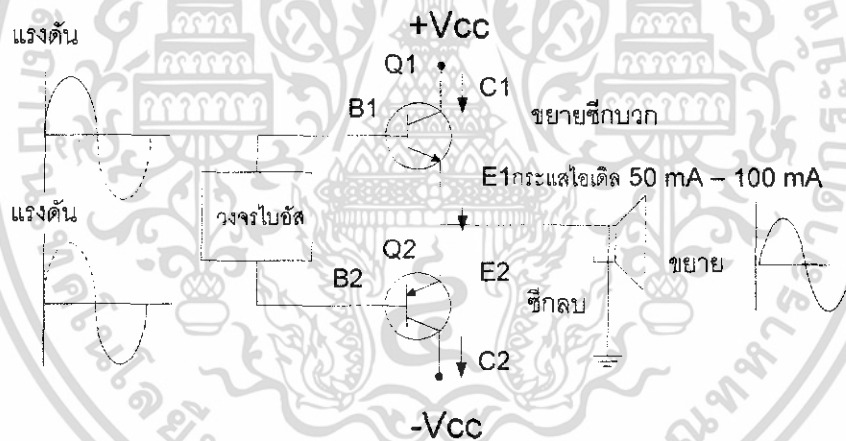 แรงดัน
+Vcc
Q1
C1
B1
ขยายซีกบวก
E1กระแสไอเดิล 50 mA – 100 mA
แรงดัน
วงจรไบอัส
Q2
E2
ขยาย
B2
ซีกลบ
C2
-Vcc